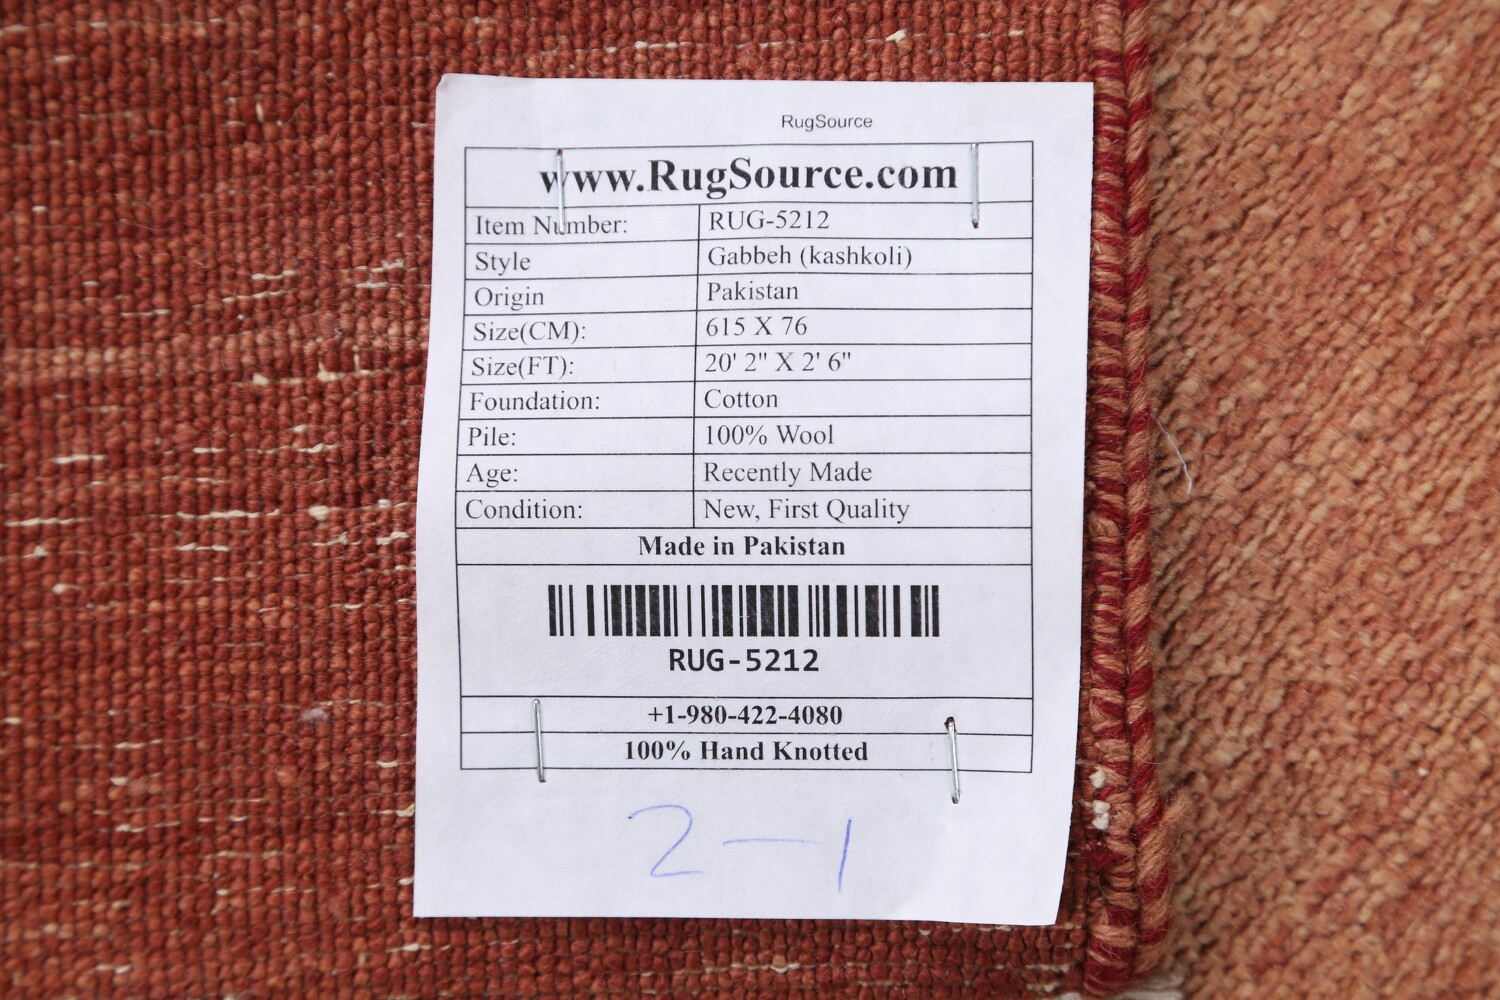 RugSource
www.RugSource.com
Item Number: RUG-5212
Style Gabbeh (kashkoli)
Origin Pakistan
Size(CM): 615 X 76
Size(FT): 20' 2" X 2' 6"
Foundation: Cotton
Pile: 100% Wool
Age: Recently Made
Condition: New, First Quality
Made in Pakistan
RUG-5212
+1-980-422-4080
100% Hand Knotted
2-1